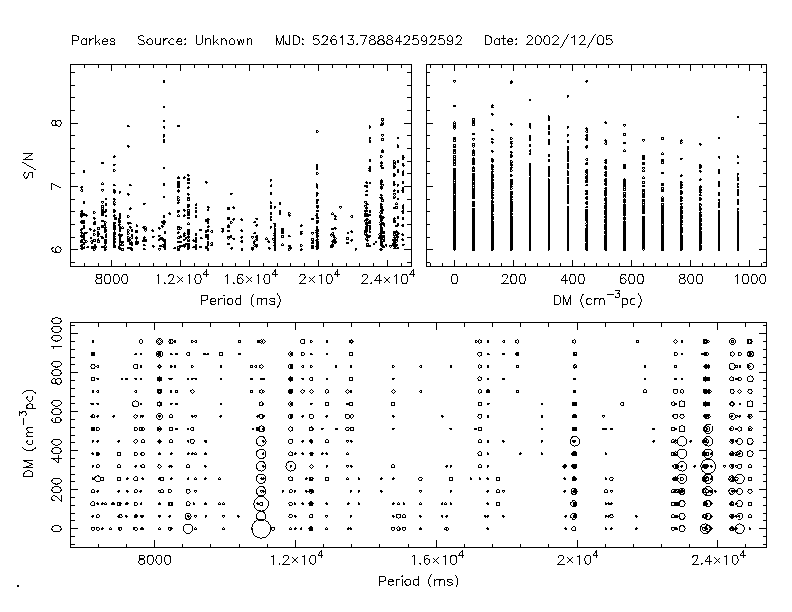 Parkes Source: Unknown MJD: 52613.788842592592 Date: 2002/12/05
S/N
8
7
6
8000 1.2×10⁴ 1.6×10⁴ 2×10⁴ 2.4×10⁴
Period (ms)
0 200 400 600 800 1000
DM (cm⁻³pc)
DM (cm⁻³pc)
1000
800
600
400
200
0
8000 1.2×10⁴ 1.6×10⁴ 2×10⁴ 2.4×10⁴
Period (ms)